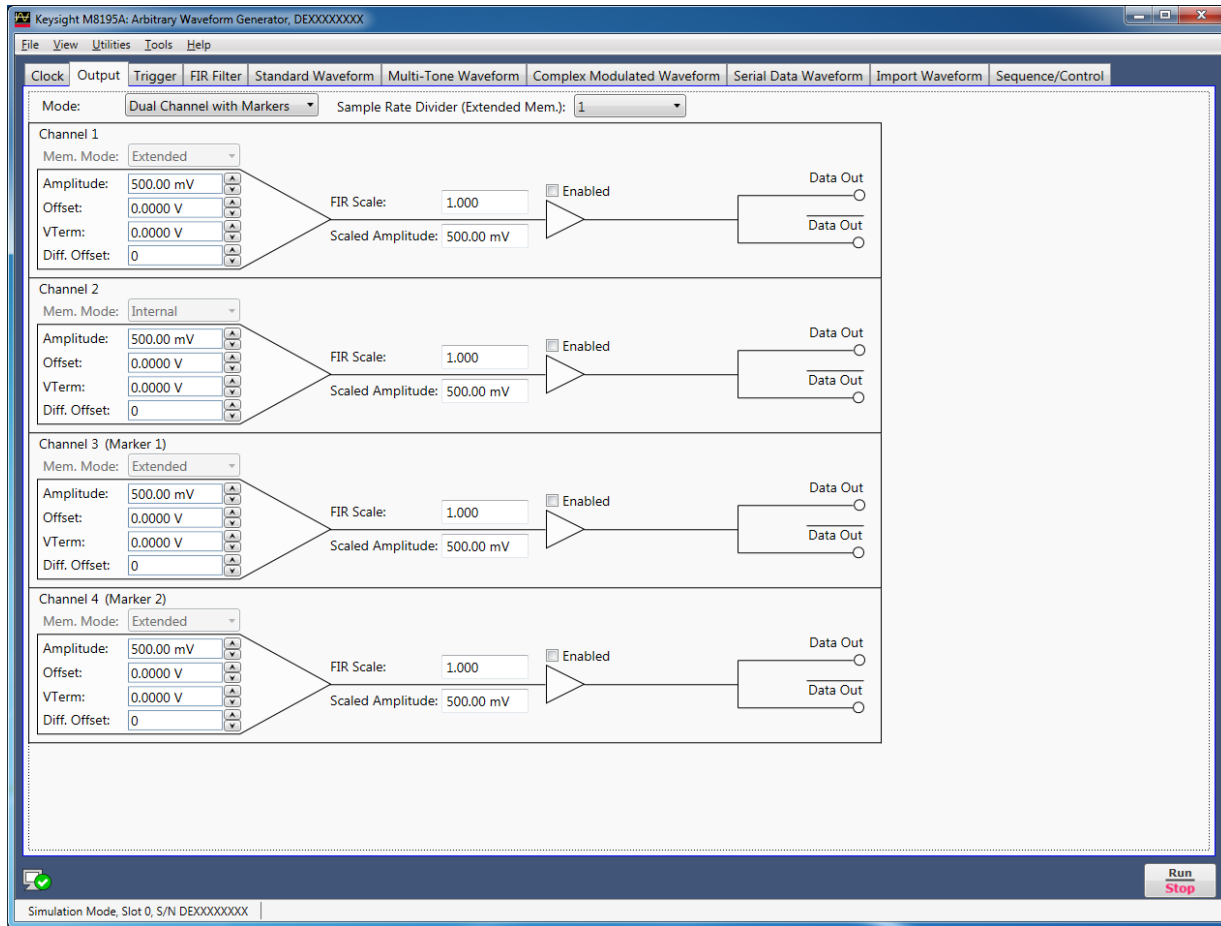 Keysight M8195A: Arbitrary Waveform Generator, DEXXXXXXXX
File View Utilities Tools Help
Clock Output Trigger FIR Filter Standard Waveform Multi-Tone Waveform Complex Modulated Waveform Serial Data Waveform Import Waveform Sequence/Control
Mode: Dual Channel with Markers Sample Rate Divider (Extended Mem.): 1
Channel 1
Mem. Mode: Extended
Amplitude: 500.00 mV
Offset: 0.0000 V
VTerm: 0.0000 V
Diff. Offset: 0
FIR Scale: 1.000
Scaled Amplitude: 500.00 mV
Enabled
Data Out
Data Out
Channel 2
Mem. Mode: Internal
Amplitude: 500.00 mV
Offset: 0.0000 V
VTerm: 0.0000 V
Diff. Offset: 0
FIR Scale: 1.000
Scaled Amplitude: 500.00 mV
Enabled
Data Out
Data Out
Channel 3 (Marker 1)
Mem. Mode: Extended
Amplitude: 500.00 mV
Offset: 0.0000 V
VTerm: 0.0000 V
Diff. Offset: 0
FIR Scale: 1.000
Scaled Amplitude: 500.00 mV
Enabled
Data Out
Data Out
Channel 4 (Marker 2)
Mem. Mode: Extended
Amplitude: 500.00 mV
Offset: 0.0000 V
VTerm: 0.0000 V
Diff. Offset: 0
FIR Scale: 1.000
Scaled Amplitude: 500.00 mV
Enabled
Data Out
Data Out
Run
Stop
Simulation Mode, Slot 0, S/N DEXXXXXXXX